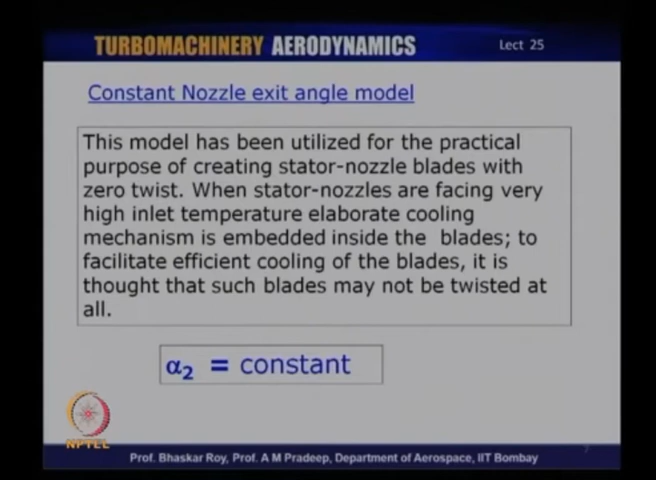 TURBOMACHINERY AERODYNAMICS
Lect 25
Constant Nozzle exit angle model
This model has been utilized for the practical
purpose of creating stator-nozzle blades with
zero twist. When stator-nozzles are facing very
high inlet temperature elaborate cooling
mechanism is embedded inside the blades; to
facilitate efficient cooling of the blades, it is
thought that such blades may not be twisted at
all.
α₂ = constant
NPTEL
Prof. Bhaskar Roy, Prof. A M Pradeep, Department of Aerospace, IIT Bombay
7